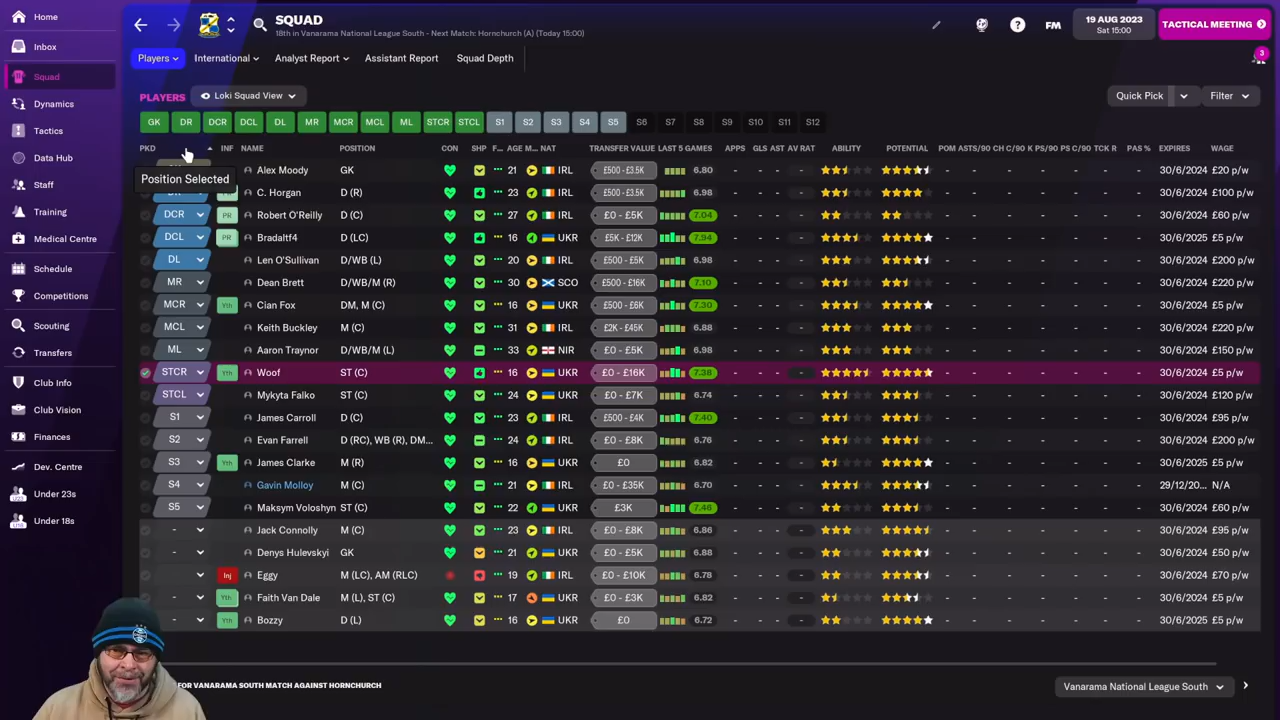 Home
Inbox
Squad
Dynamics
Tactics
Data Hub
Staff
Training
Medical Centre
Schedule
Competitions
Scouting
Transfers
Club Info
Club Vision
Finances
Dev. Centre
Under 23s
Under 18s
SQUAD
18th in Vanarama National League South - Next Match: Hornchurch (A) (Today 15:00)
FM
19 AUG 2023
Sat 15:00
TACTICAL MEETING
3
Players International Analyst Report Assistant Report Squad Depth
PLAYERS Loki Squad View Quick Pick Filter
GK DR DCR DCL DL MR MCR MCL ML STCR STCL S1 S2 S3 S4 S5 S6 S7 S8 S9 S10 S11 S12
PKD INF NAME POSITION CON SHP F... AGE M... NAT TRANSFER VALUE LAST 5 GAMES APPS GLS AST AV RAT ABILITY POTENTIAL POM ASTS/90 CH C/90 K PS/90 PS C/90 TCK R PAS % EXPIRES WAGE
Alex Moody GK 21 IRL £500 - £3.5K 6.80 - - - - - - - - - - - 30/6/2024 £20 p/w
Position Selected
C. Horgan D (R) 23 IRL £500 - £3.5K 6.98 - - - - - - - - - - - 30/6/2024 £100 p/w
DCR PR Robert O'Reilly D (C) 27 IRL £0 - £5K 7.04 - - - - - - - - - - - 30/6/2024 £60 p/w
DCL PR Bradaltf4 D (LC) 16 UKR £5K - £12K 7.94 - - - - - - - - - - - 30/6/2025 £5 p/w
DL Len O'Sullivan D/WB (L) 20 IRL £500 - £5K 6.98 - - - - - - - - - - - 30/6/2024 £200 p/w
MR Dean Brett D/WB/M (R) 30 SCO £500 - £16K 7.10 - - - - - - - - - - - 30/6/2024 £220 p/w
MCR Yth Cian Fox DM, M (C) 16 UKR £500 - £6K 7.30 - - - - - - - - - - - 30/6/2024 £5 p/w
MCL Keith Buckley M (C) 31 IRL £2K - £45K 6.88 - - - - - - - - - - - 30/6/2024 £220 p/w
ML Aaron Traynor D/WB/M (L) 33 NIR £0 - £5K 6.98 - - - - - - - - - - - 30/6/2024 £150 p/w
STCR Yth Woof ST (C) 16 UKR £0 - £16K 7.38 - - - - - - - - - - - 30/6/2024 £5 p/w
STCL Mykyta Falko ST (C) 24 UKR £0 - £7K 6.74 - - - - - - - - - - - 30/6/2024 £120 p/w
S1 James Carroll D (C) 23 IRL £500 - £4K 7.40 - - - - - - - - - - - 30/6/2024 £95 p/w
S2 Evan Farrell D (RC), WB (R), DM... 24 IRL £0 - £8K 6.76 - - - - - - - - - - - 30/6/2024 £200 p/w
S3 Yth James Clarke M (R) 16 UKR £0 6.82 - - - - - - - - - - - 30/6/2025 £5 p/w
S4 Gavin Molloy M (C) 21 IRL £0 - £35K 6.70 - - - - - - - - - - - 29/12/20... N/A
S5 Maksym Voloshyn ST (C) 22 UKR £3K 7.46 - - - - - - - - - - - 30/6/2024 £60 p/w
- Jack Connolly M (C) 23 IRL £0 - £8K 6.86 - - - - - - - - - - - 30/6/2024 £95 p/w
- Denys Hulevskyi GK 21 UKR £0 - £5K 6.88 - - - - - - - - - - - 30/6/2024 £50 p/w
- Inj Eggy M (LC), AM (RLC) 19 IRL £0 - £10K 6.78 - - - - - - - - - - - 30/6/2024 £70 p/w
- Yth Faith Van Dale M (L), ST (C) 17 UKR £0 - £3K 6.82 - - - - - - - - - - - 30/6/2024 £5 p/w
- Yth Bozzy D (L) 16 UKR £0 6.72 - - - - - - - - - - - 30/6/2025 £5 p/w
FOR VANARAMA SOUTH MATCH AGAINST HORNCHURCH
Vanarama National League South